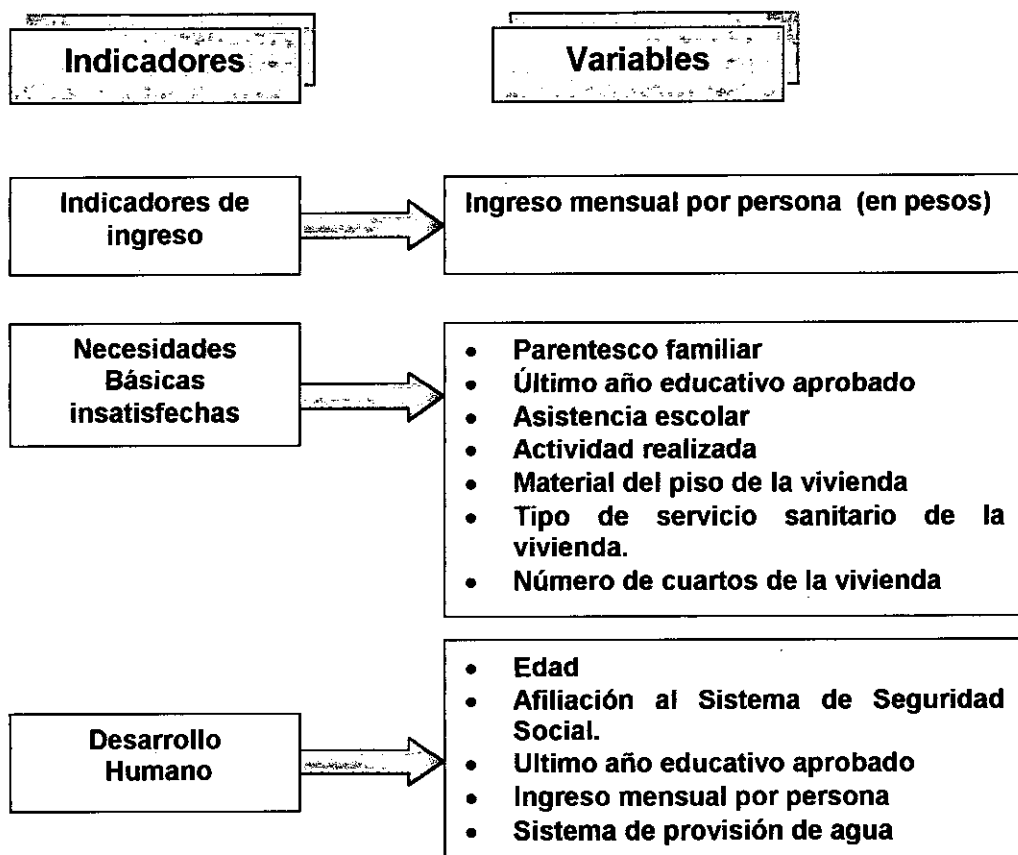 Indicadores
Variables
Indicadores de
ingreso
Ingreso mensual por persona (en pesos)
Necesidades
Básicas
insatisfechas
• Parentesco familiar
• Último año educativo aprobado
• Asistencia escolar
• Actividad realizada
• Material del piso de la vivienda
• Tipo de servicio sanitario de la
vivienda.
• Número de cuartos de la vivienda
Desarrollo
Humano
• Edad
• Afiliación al Sistema de Seguridad
Social.
• Ultimo año educativo aprobado
• Ingreso mensual por persona
• Sistema de provisión de agua